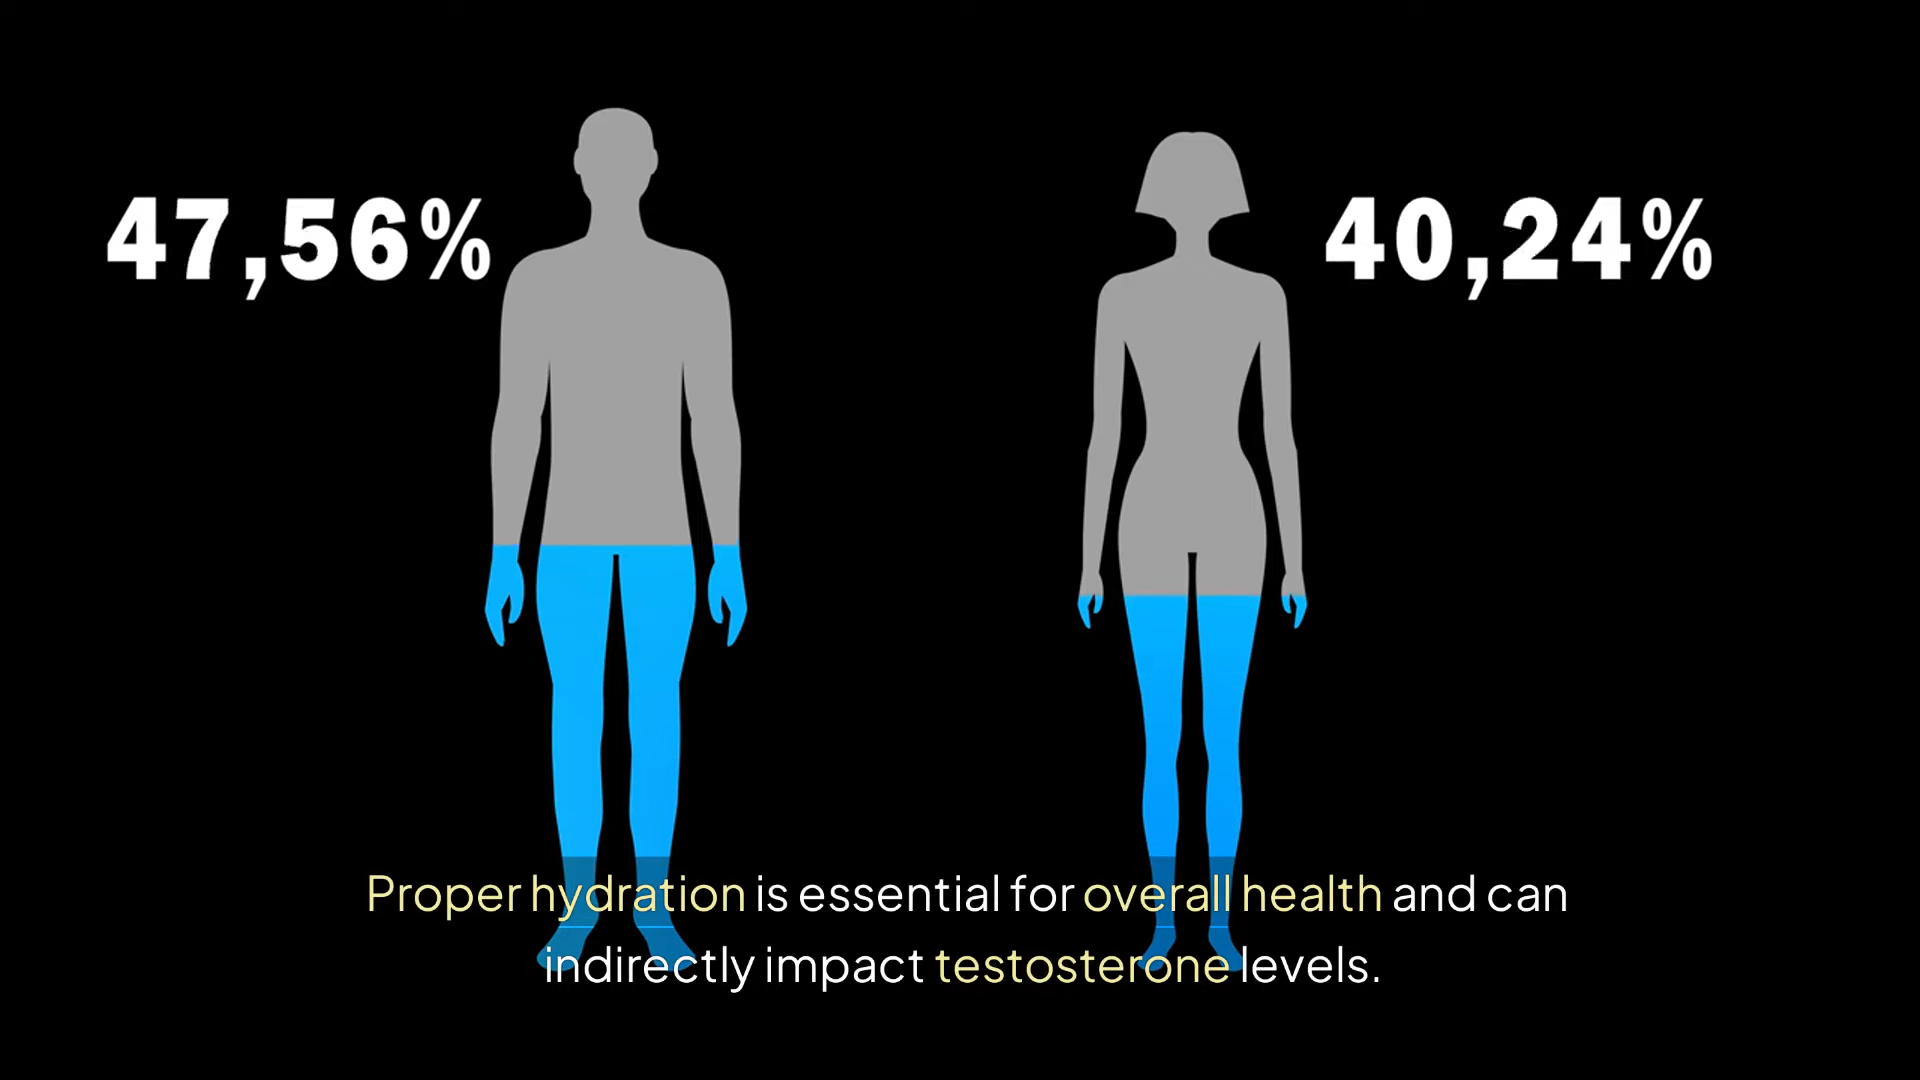 47,56%
40,24%
Proper hydration is essential for overall health and can
indirectly impact testosterone levels.